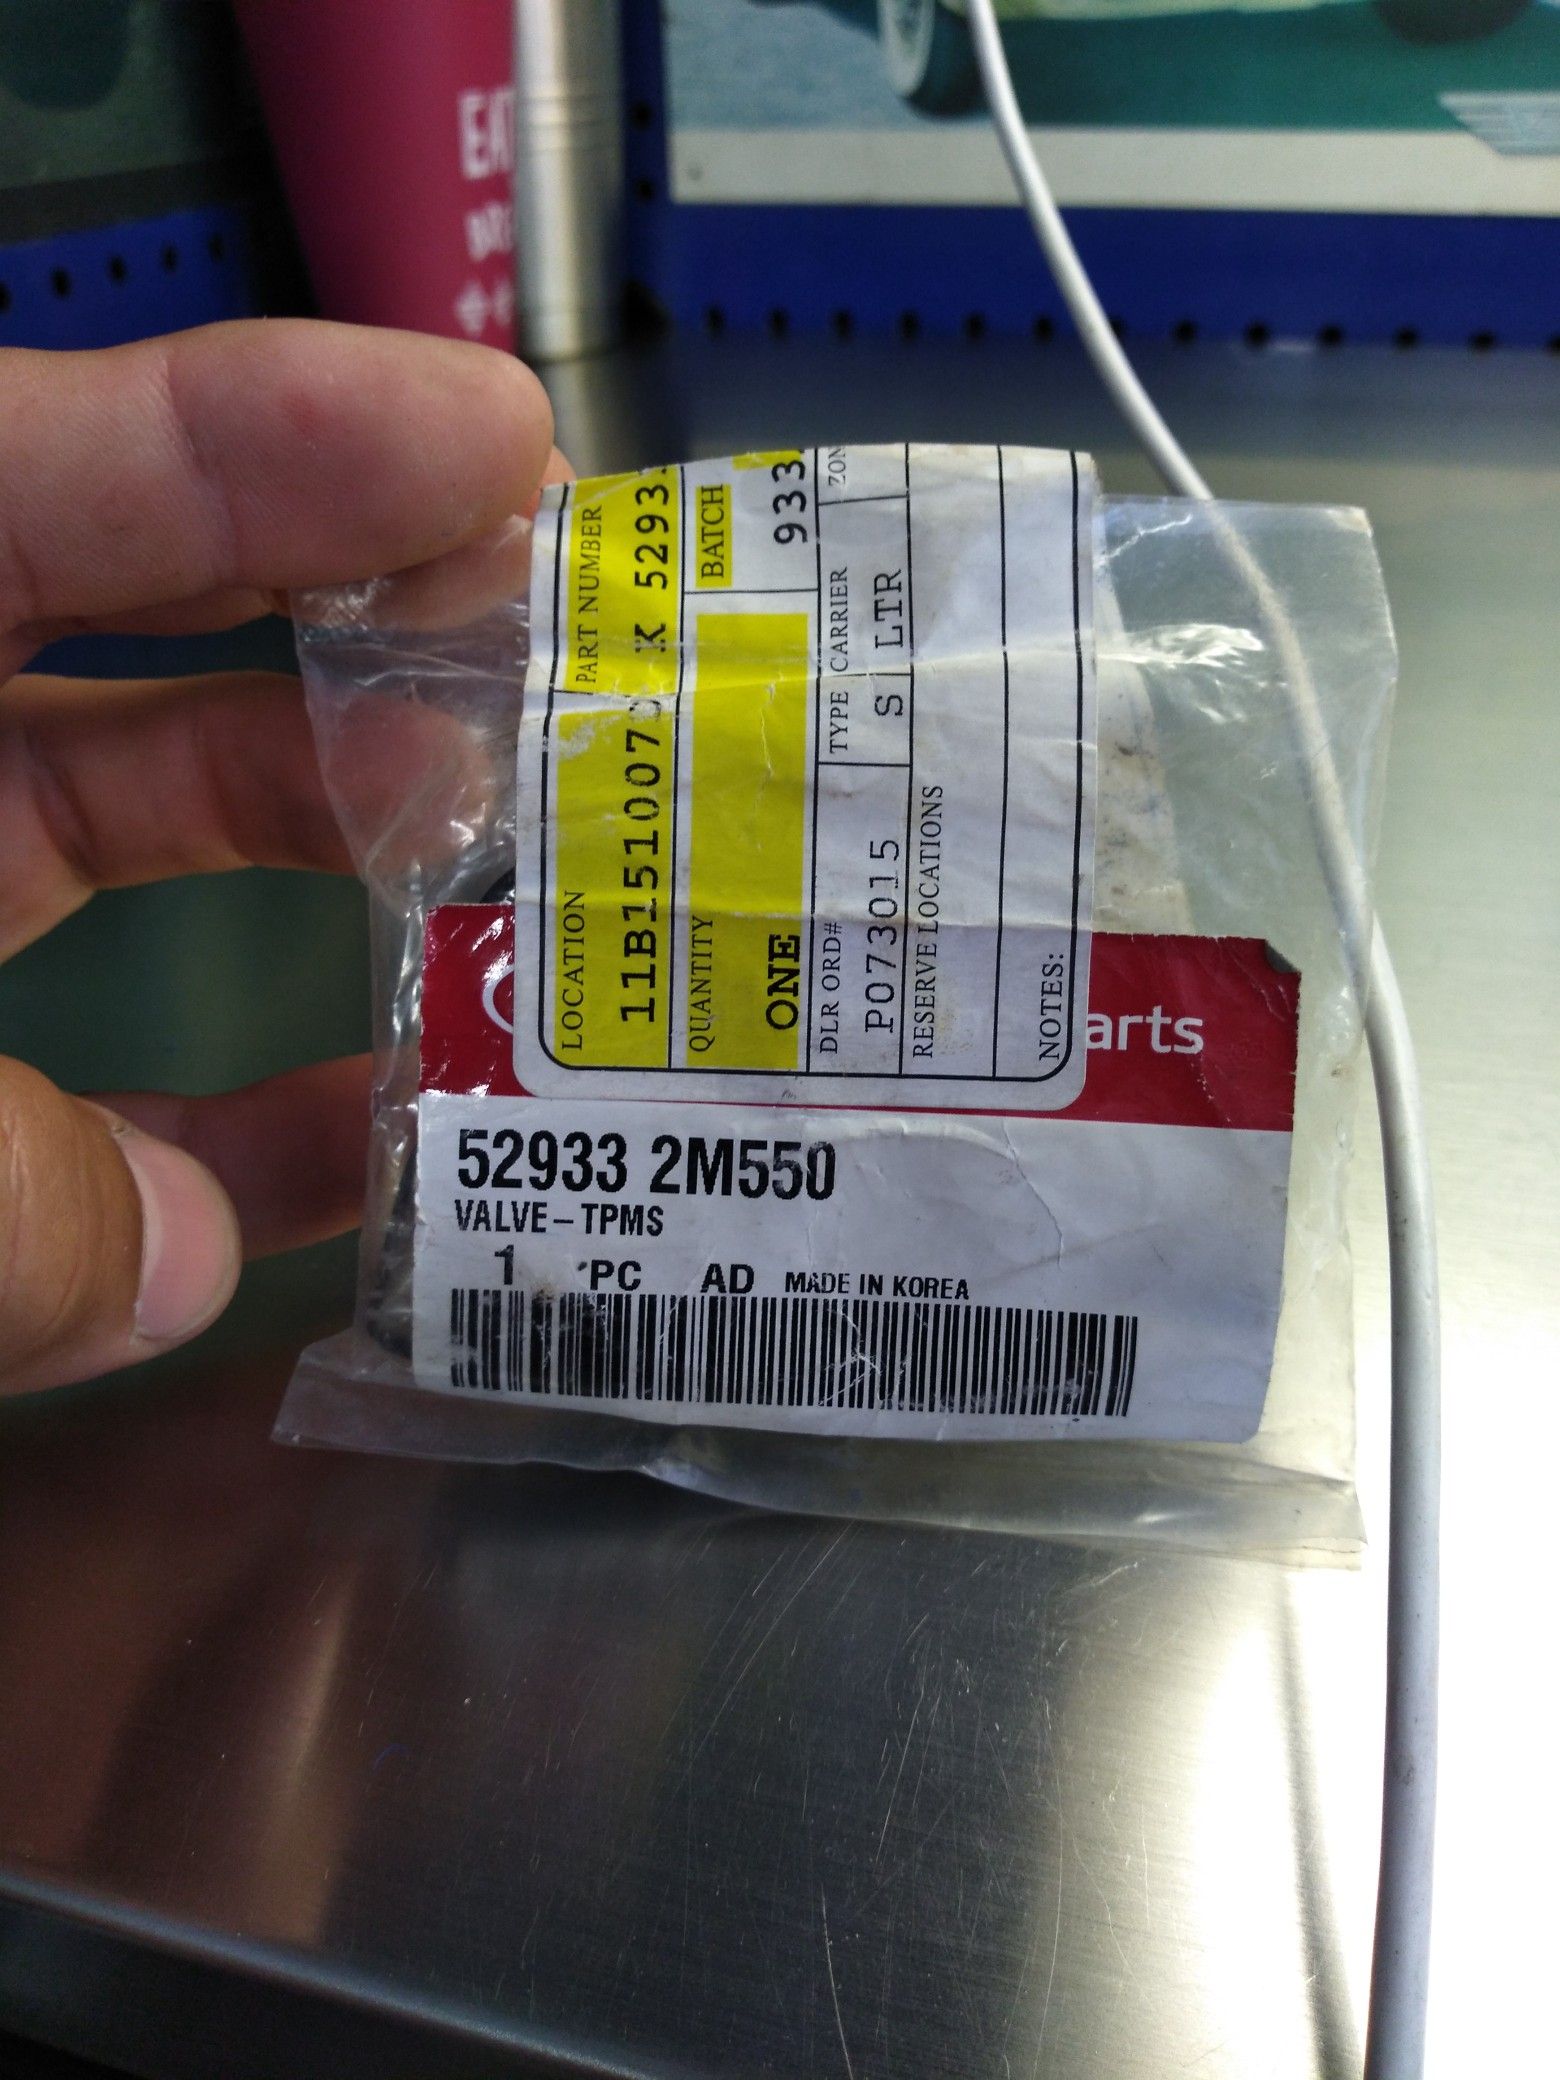 PART NUMBER
K 5293
BATCH
933
LOCATION
11B151007
QUANTITY
ONE
TYPE
CARRIER
ZON
S
LTR
DLR ORD#
P073015
RESERVE LOCATIONS
NOTES:
arts
52933 2M550
VALVE-TPMS
1 PC AD MADE IN KOREA